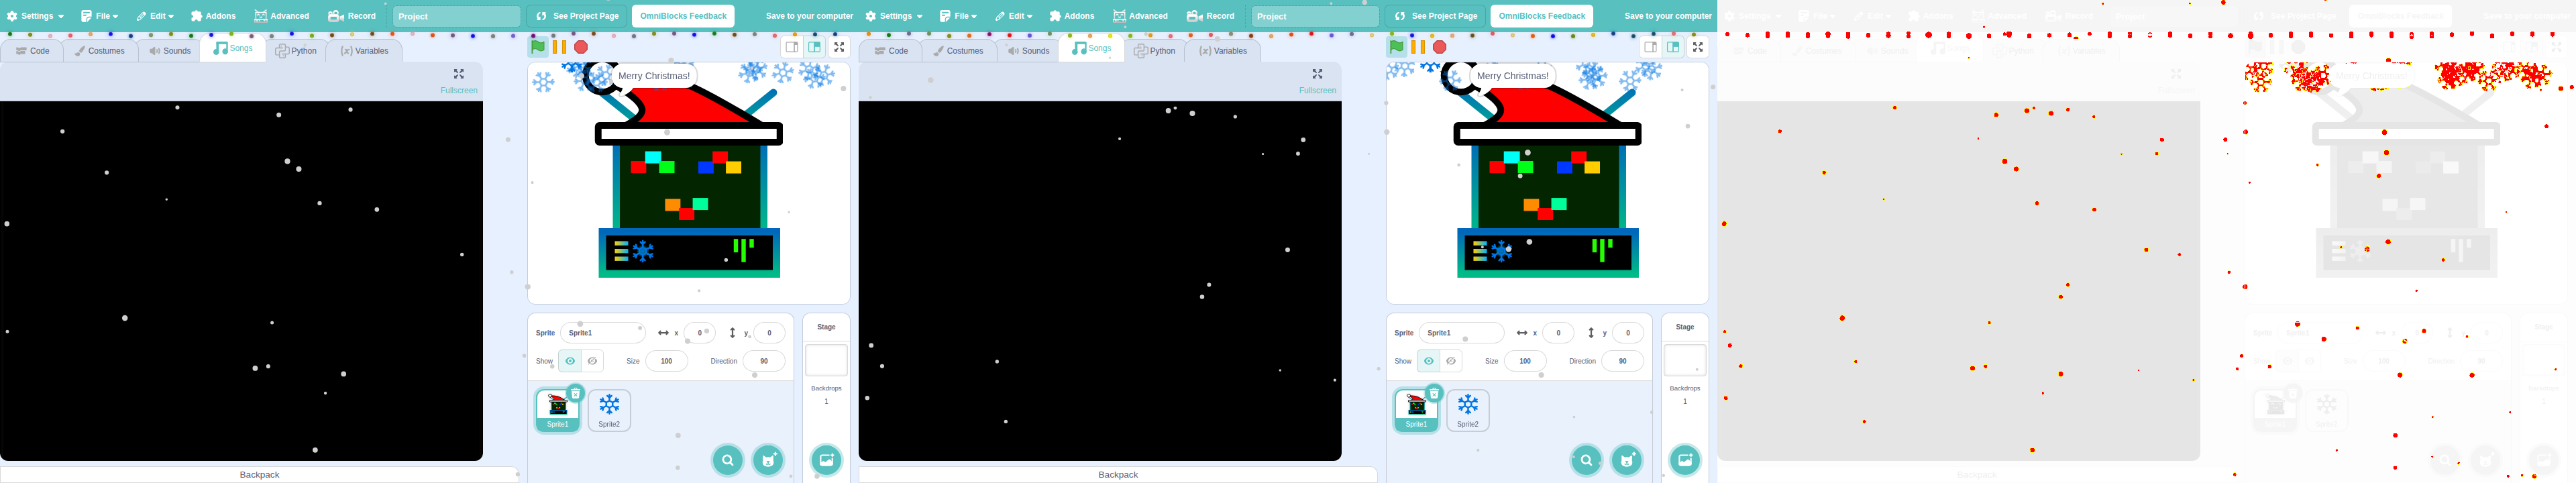 Settings File Edit Addons Advanced Record Project See Project Page OmniBlocks Feedback Save to your computer
Code Costumes Sounds Songs Python Variables
Fullscreen
Merry Christmas!
Sprite Sprite1 x 0 y 0
Show Size 100 Direction 90
Sprite1 Sprite2
Stage
Backdrops
1
Backpack
Settings File Edit Addons Advanced Record Project See Project Page OmniBlocks Feedback Save to your computer
Code Costumes Sounds Songs Python Variables
Fullscreen
Merry Christmas!
Sprite Sprite1 x 0 y 0
Show Size 100 Direction 90
Sprite1 Sprite2
Stage
Backdrops
1
Backpack
Merry Christmas!
Backpack